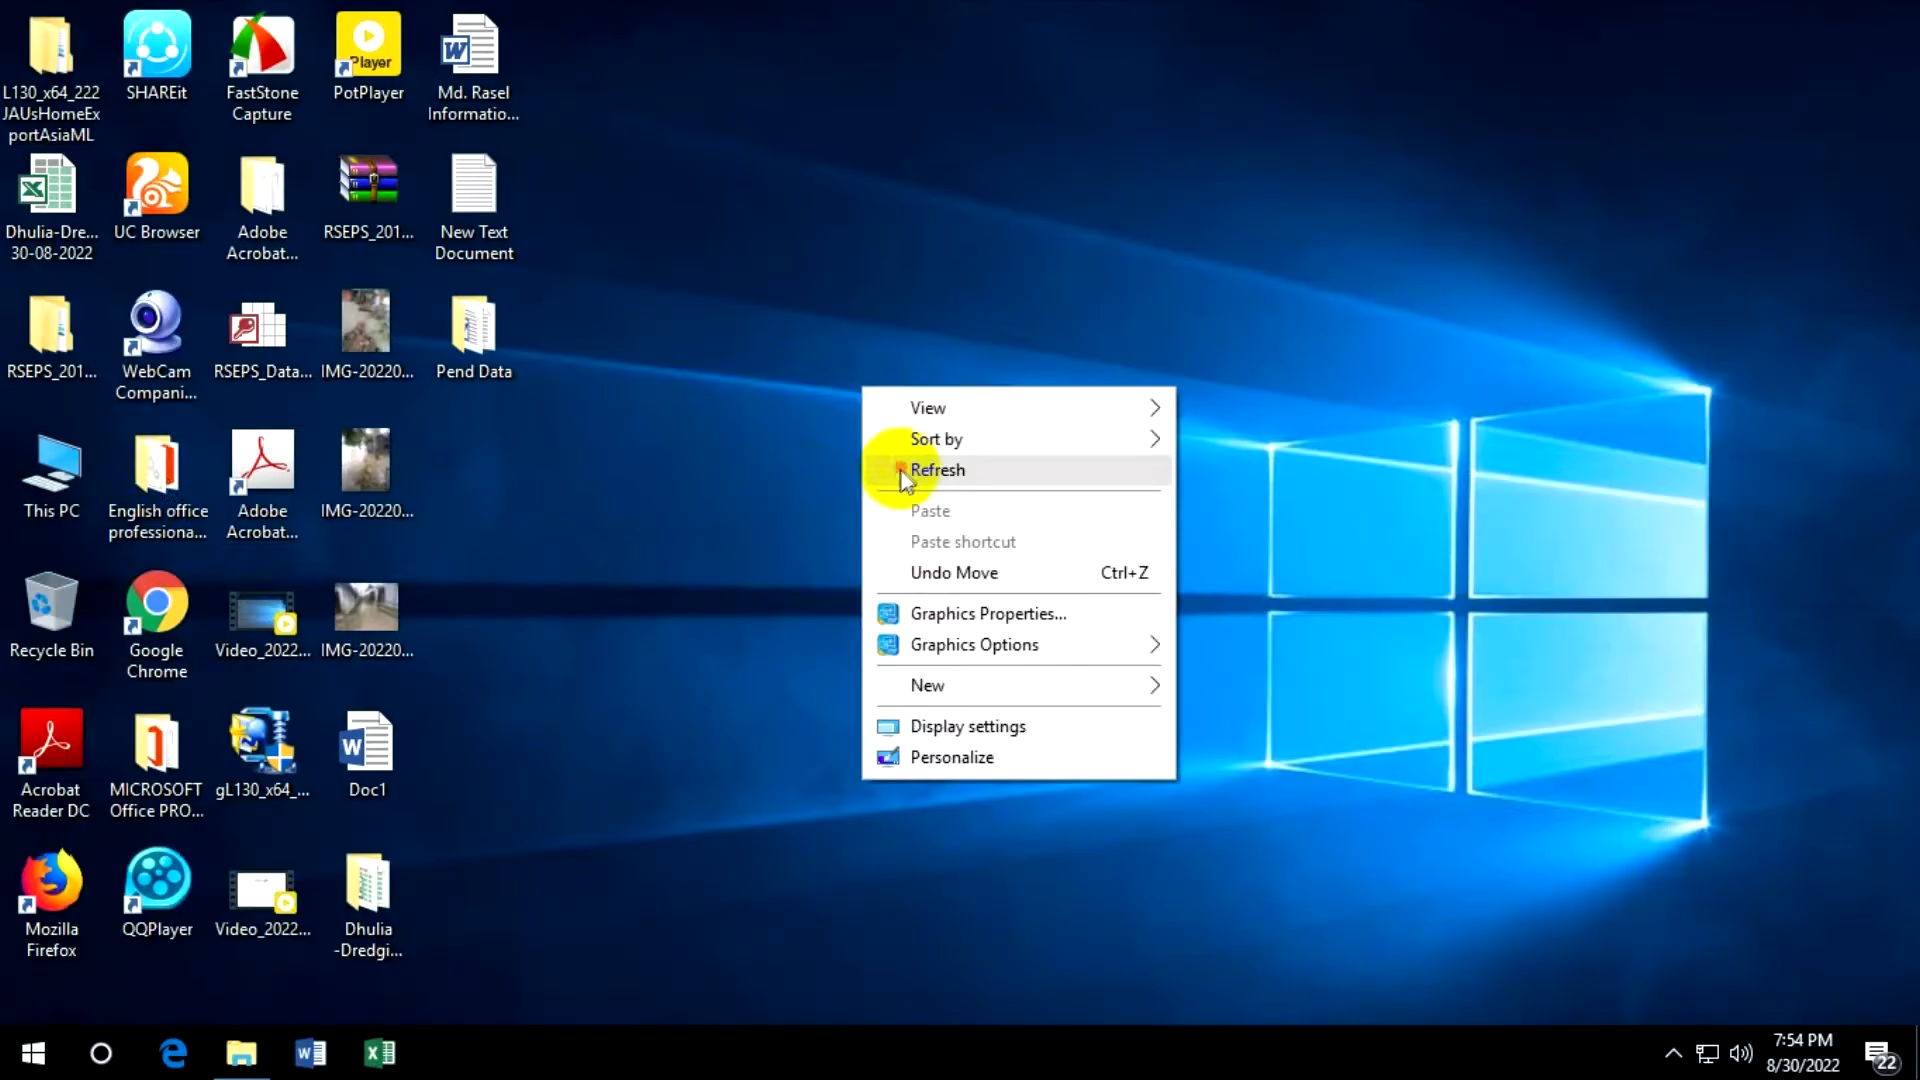 L130_x64_222
JAUsHomeEx
portAsiaML
SHAREit
FastStone
Capture
Player
PotPlayer
Md. Rasel
Informatio...
Dhulia-Dre...
30-08-2022
UC Browser
Adobe
Acrobat...
RSEPS_201...
New Text
Document
RSEPS_201...
WebCam
Compani...
RSEPS_Data...
IMG-20220...
Pend Data
This PC
English office
professiona...
Adobe
Acrobat...
IMG-20220...
Recycle Bin
Google
Chrome
Video_2022...
IMG-20220...
Acrobat
Reader DC
MICROSOFT
Office PRO...
gL130_x64_...
Doc1
Mozilla
Firefox
QQPlayer
Video_2022...
Dhulia
-Dredgi...
View
Sort by
Refresh
Paste
Paste shortcut
Undo Move Ctrl+Z
Graphics Properties...
Graphics Options
New
Display settings
Personalize
7:54 PM
8/30/2022
22